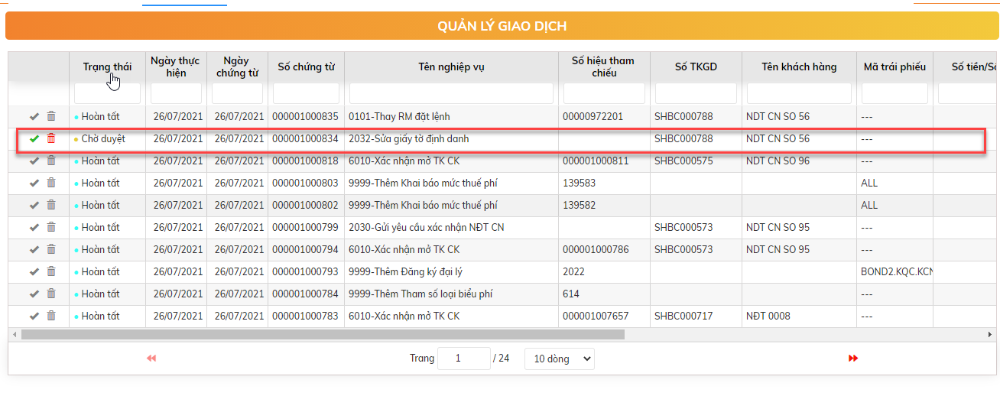 QUẢN LÝ GIAO DỊCH
Trạng thái Ngày thực hiện Ngày chứng từ Số chứng từ Tên nghiệp vụ Số hiệu tham chiếu Số TKGD Tên khách hàng Mã trái phiếu Số tiền/Số
Hoàn tất 26/07/2021 26/07/2021 000001000835 0101-Thay RM đặt lệnh 00000972201 SHBC000788 NDT CN SO 56 ---
Chờ duyệt 26/07/2021 26/07/2021 000001000834 2032-Sửa giấy tờ định danh SHBC000788 NDT CN SO 56 ---
Hoàn tất 26/07/2021 26/07/2021 000001000818 6010-Xác nhận mở TK CK 000001000811 SHBC000575 NDT CN SO 96 ---
Hoàn tất 26/07/2021 26/07/2021 000001000803 9999-Thêm Khai báo mức thuế phí 139583 ALL
Hoàn tất 26/07/2021 26/07/2021 000001000802 9999-Thêm Khai báo mức thuế phí 139582 ALL
Hoàn tất 26/07/2021 26/07/2021 000001000799 2030-Gửi yêu cầu xác nhận NĐT CN SHBC000573 NDT CN SO 95 ---
Hoàn tất 26/07/2021 26/07/2021 000001000794 6010-Xác nhận mở TK CK 000001000786 SHBC000573 NDT CN SO 95 ---
Hoàn tất 26/07/2021 26/07/2021 000001000793 9999-Thêm Đăng ký đại lý 2022 BOND2.KQC.KCN
Hoàn tất 26/07/2021 26/07/2021 000001000784 9999-Thêm Tham số loại biểu phí 614 ---
Hoàn tất 26/07/2021 26/07/2021 000001000783 6010-Xác nhận mở TK CK 000001007657 SHBC000717 NĐT 0008 ---
Trang 1 / 24 10 dòng